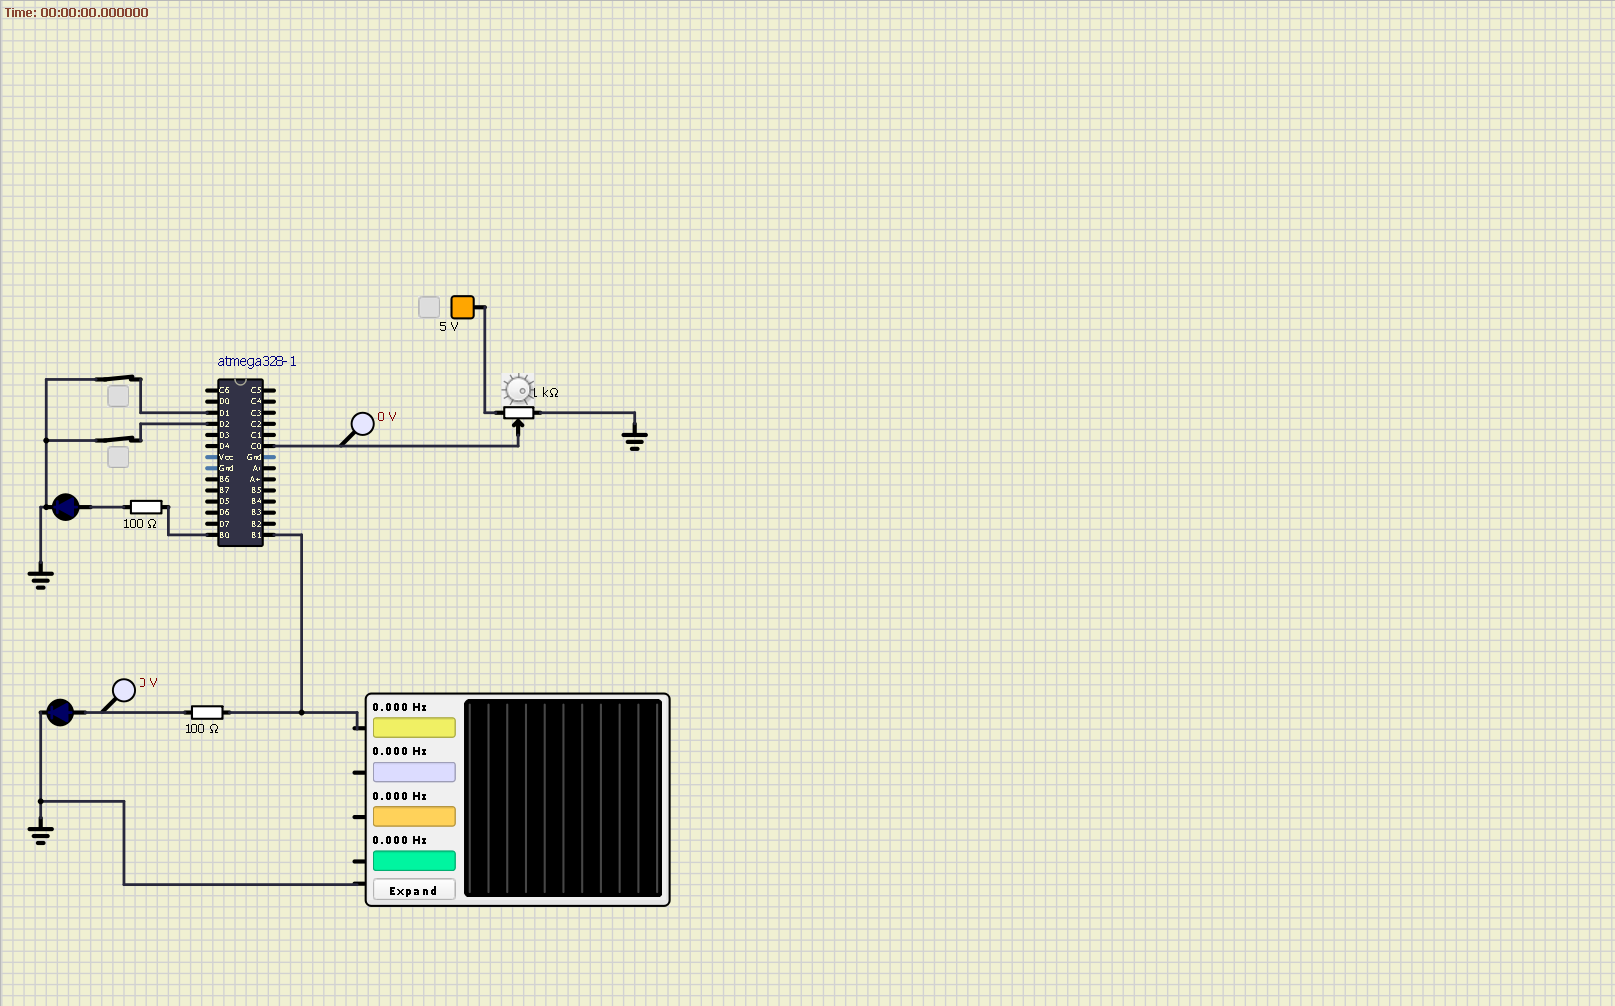 Time: 00:00:00.000000
5 V
atmega328-1
1 kΩ
0 V
C6 C5
D0 C4
D1 C3
D2 C2
D3 C1
D4 C0
Vcc Gnd
Gnd
B6 A+
B7 B5
D5 B4
D6 B3
D7 B2
B0 B1
100 Ω
0 V
100 Ω
0.000 Hz
0.000 Hz
0.000 Hz
0.000 Hz
Expand